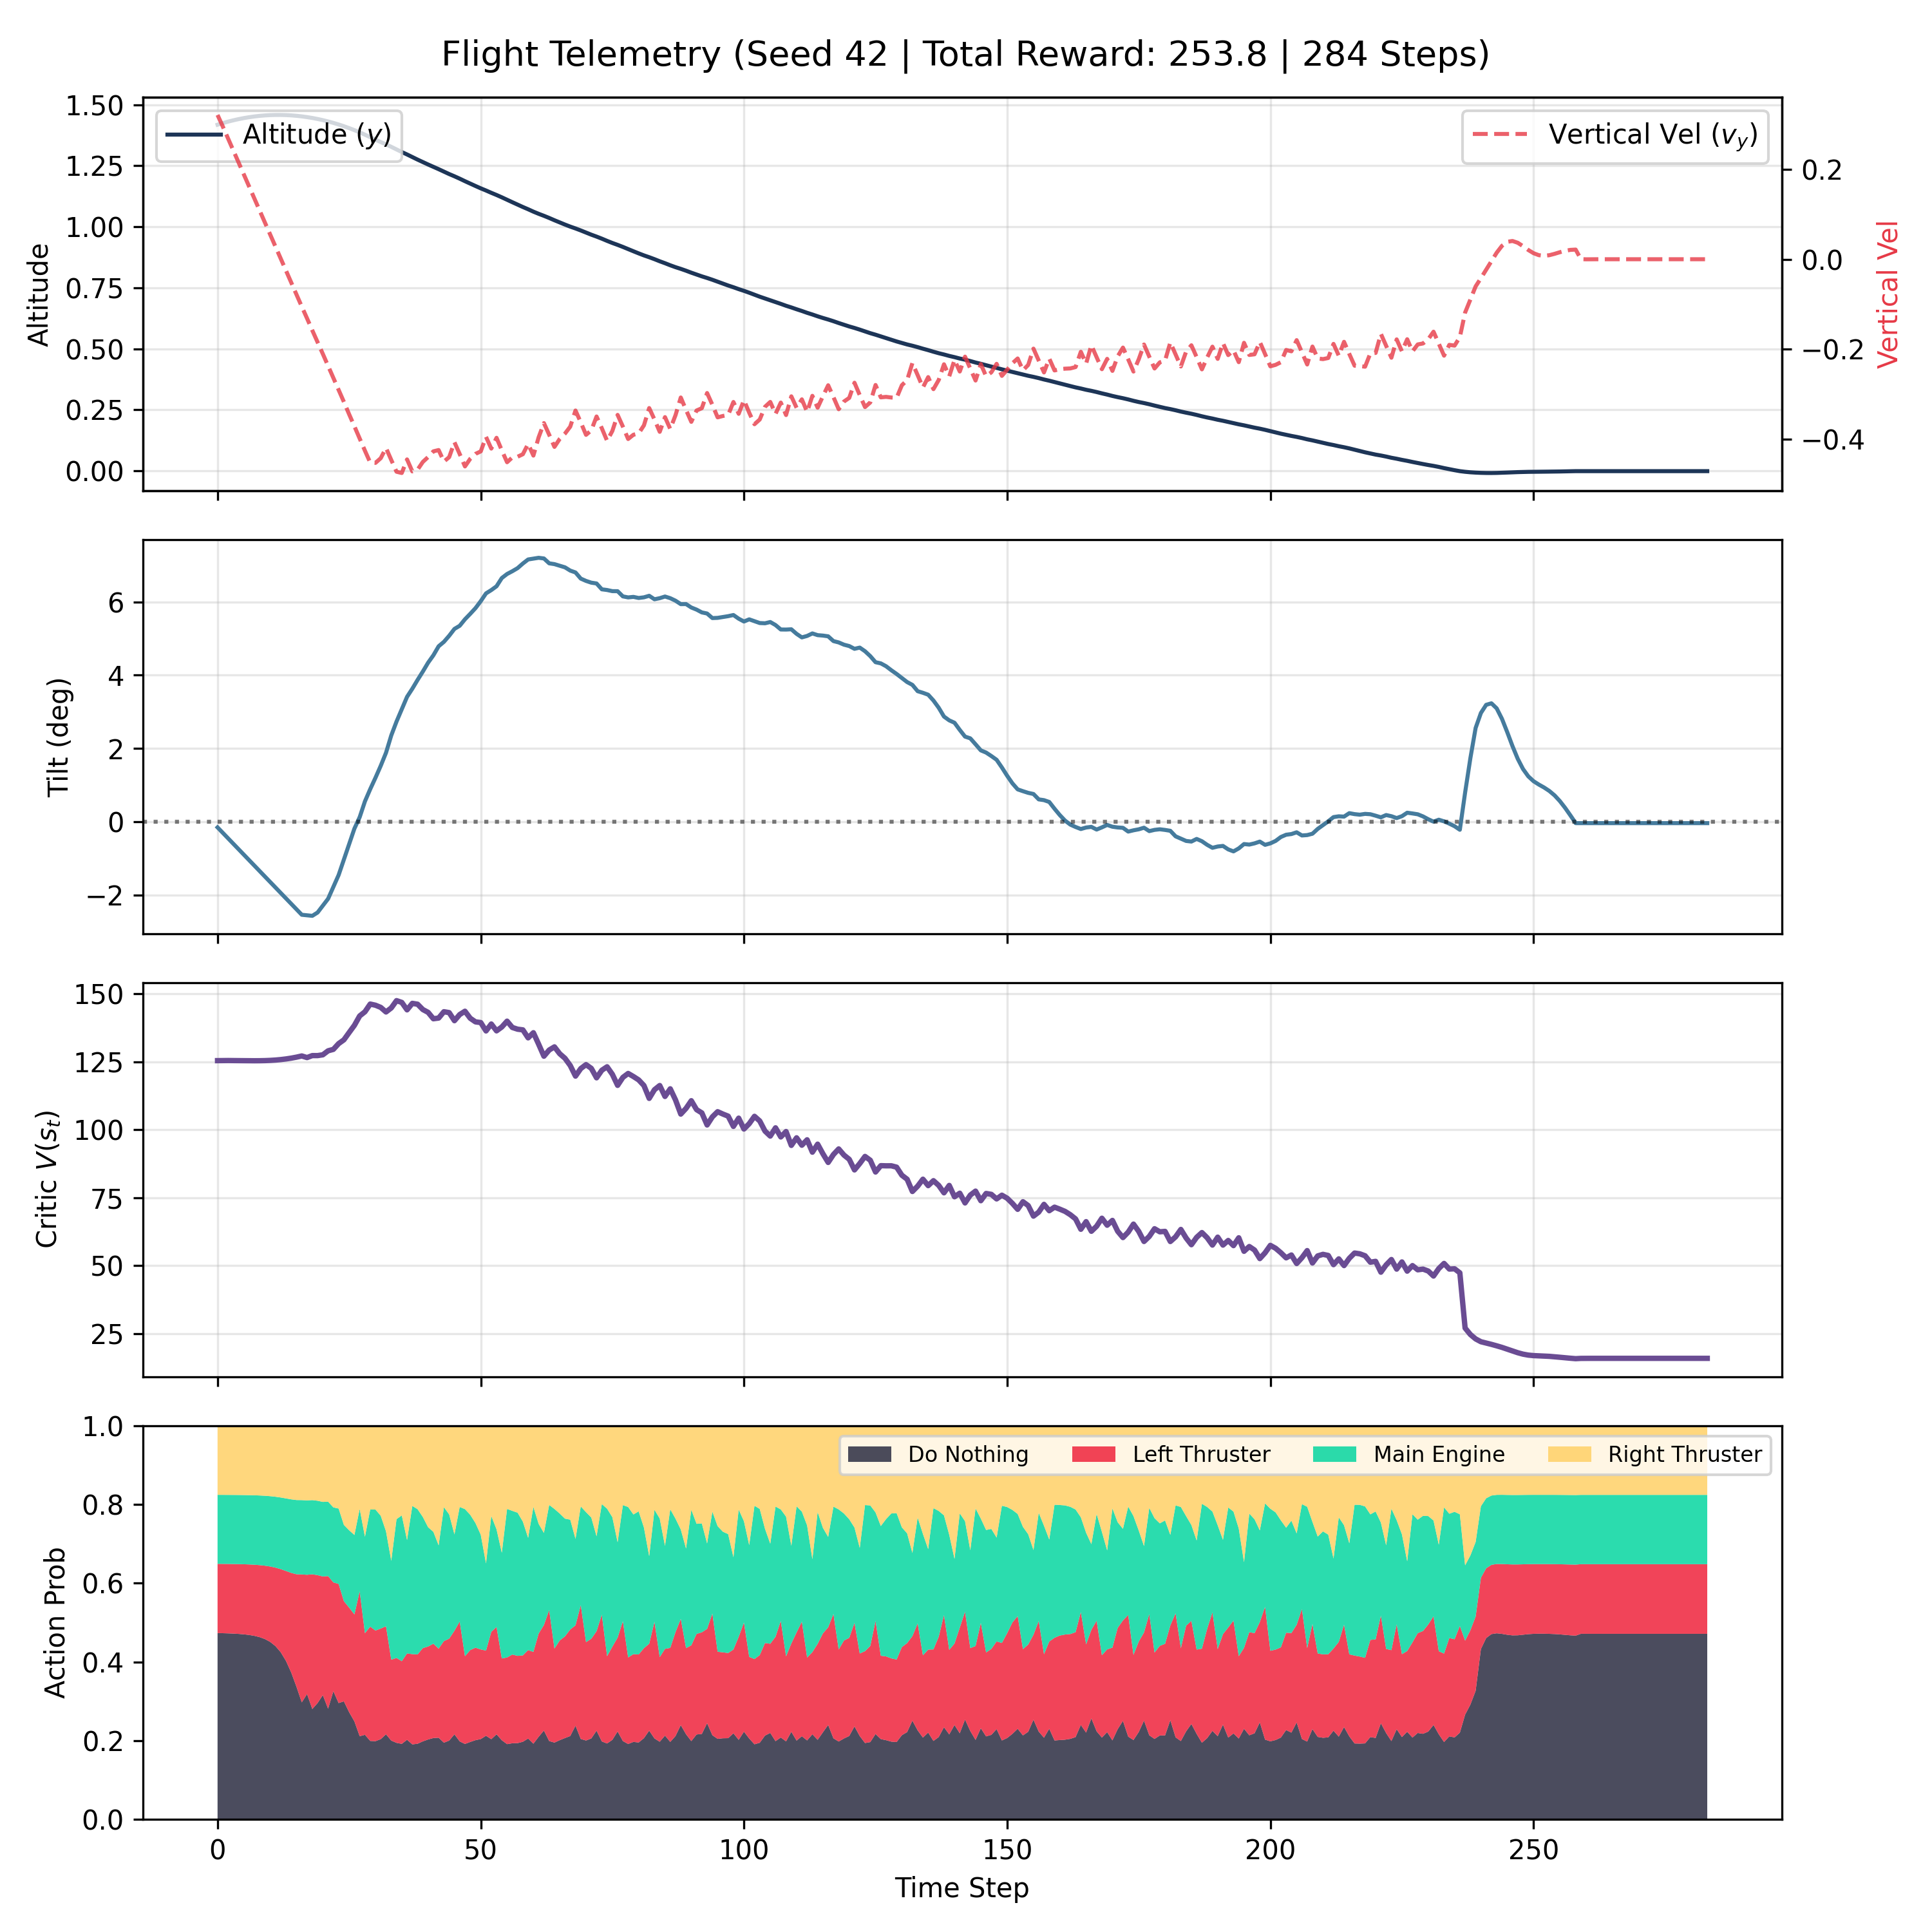 Flight Telemetry (Seed 42 | Total Reward: 253.8 | 284 Steps)
Altitude (y)
Vertical Vel (v_y)
1.50
1.25
1.00
0.75
0.50
0.25
0.00
Altitude
0.2
0.0
−0.2
−0.4
Vertical Vel
6
4
2
0
−2
Tilt (deg)
150
125
100
75
50
25
Critic V(s_t)
1.0
0.8
0.6
0.4
0.2
0.0
Action Prob
Do Nothing Left Thruster Main Engine Right Thruster
0 50 100 150 200 250
Time Step